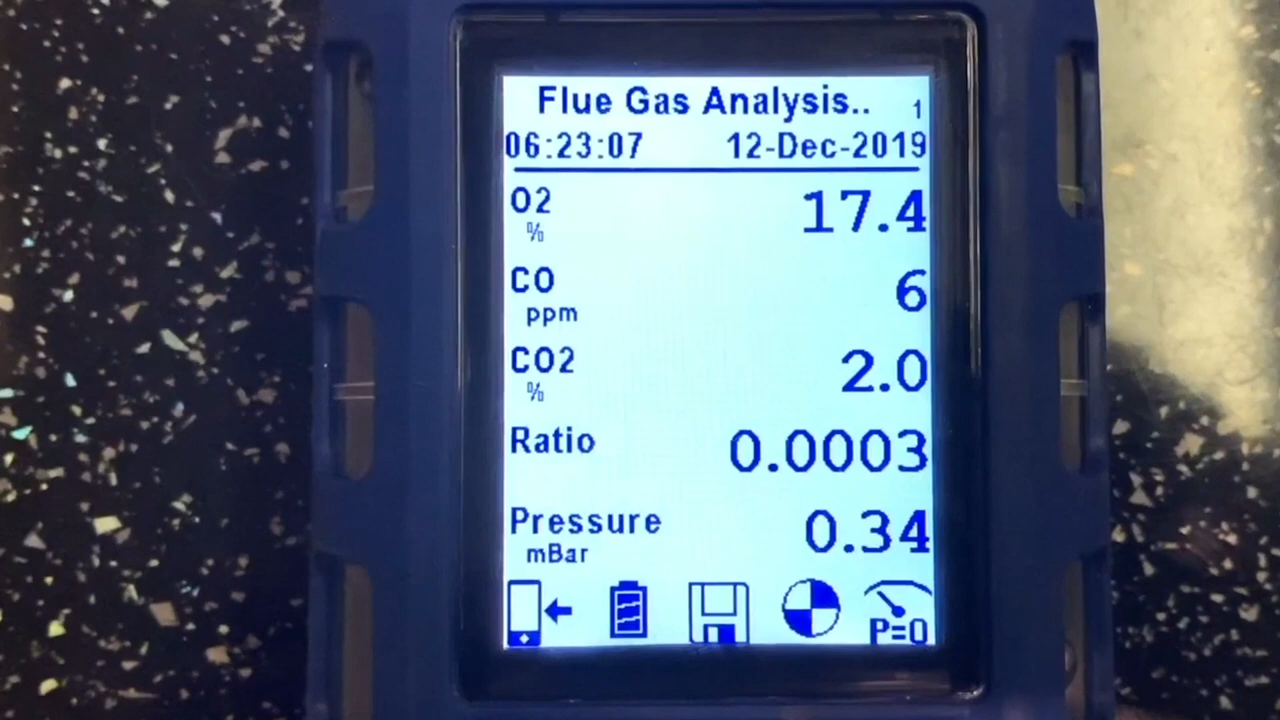 Flue Gas Analysis.. 1
06:23:07 12-Dec-2019
O2 17.4
%
CO 6
ppm
CO2 2.0
%
Ratio 0.0003
Pressure 0.34
mBar
P=0